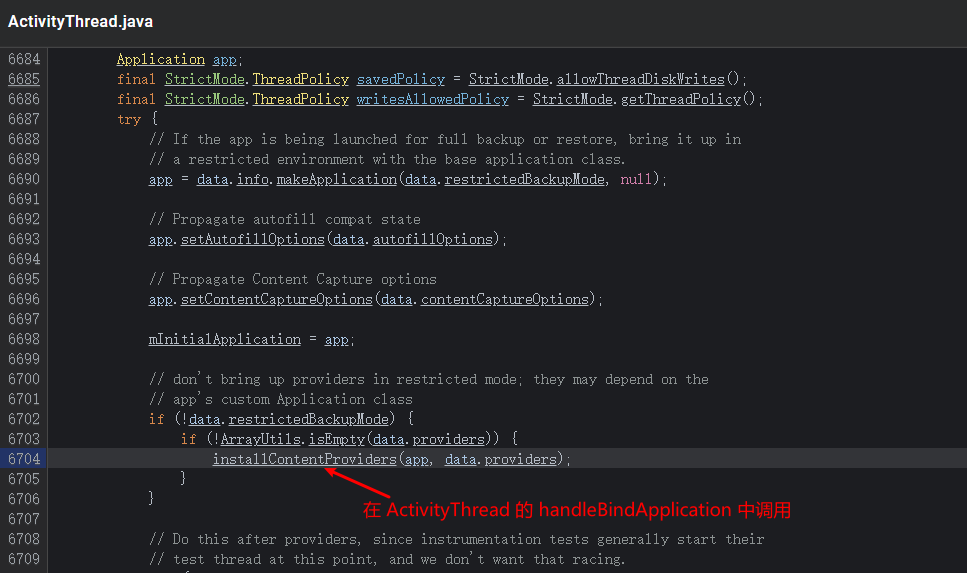 ActivityThread.java
6684 Application app;
6685 final StrictMode.ThreadPolicy savedPolicy = StrictMode.allowThreadDiskWrites();
6686 final StrictMode.ThreadPolicy writesAllowedPolicy = StrictMode.getThreadPolicy();
6687 try {
6688 // If the app is being launched for full backup or restore, bring it up in
6689 // a restricted environment with the base application class.
6690 app = data.info.makeApplication(data.restrictedBackupMode, null);
6691
6692 // Propagate autofill compat state
6693 app.setAutofillOptions(data.autofillOptions);
6694
6695 // Propagate Content Capture options
6696 app.setContentCaptureOptions(data.contentCaptureOptions);
6697
6698 mInitialApplication = app;
6699
6700 // don't bring up providers in restricted mode; they may depend on the
6701 // app's custom Application class
6702 if (!data.restrictedBackupMode) {
6703 if (!ArrayUtils.isEmpty(data.providers)) {
6704 installContentProviders(app, data.providers);
6705 }
6706 }
在 ActivityThread 的 handleBindApplication 中调用
6707
6708 // Do this after providers, since instrumentation tests generally start their
6709 // test thread at this point, and we don't want that racing.